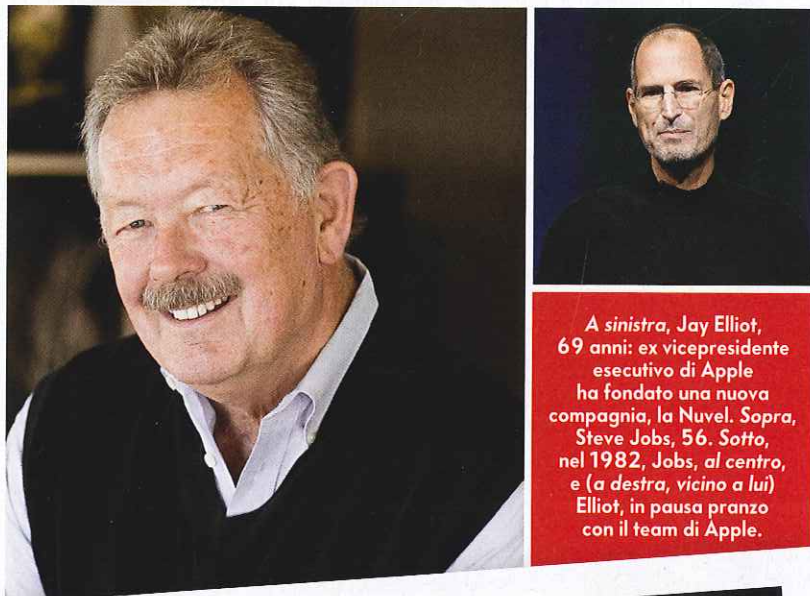 A sinistra, Jay Elliot,
69 anni: ex vicepresidente
esecutivo di Apple
ha fondato una nuova
compagnia, la Nuvel. Sopra,
Steve Jobs, 56. Sotto,
nel 1982, Jobs, al centro,
e (a destra, vicino a lui)
Elliot, in pausa pranzo
con il team di Apple.